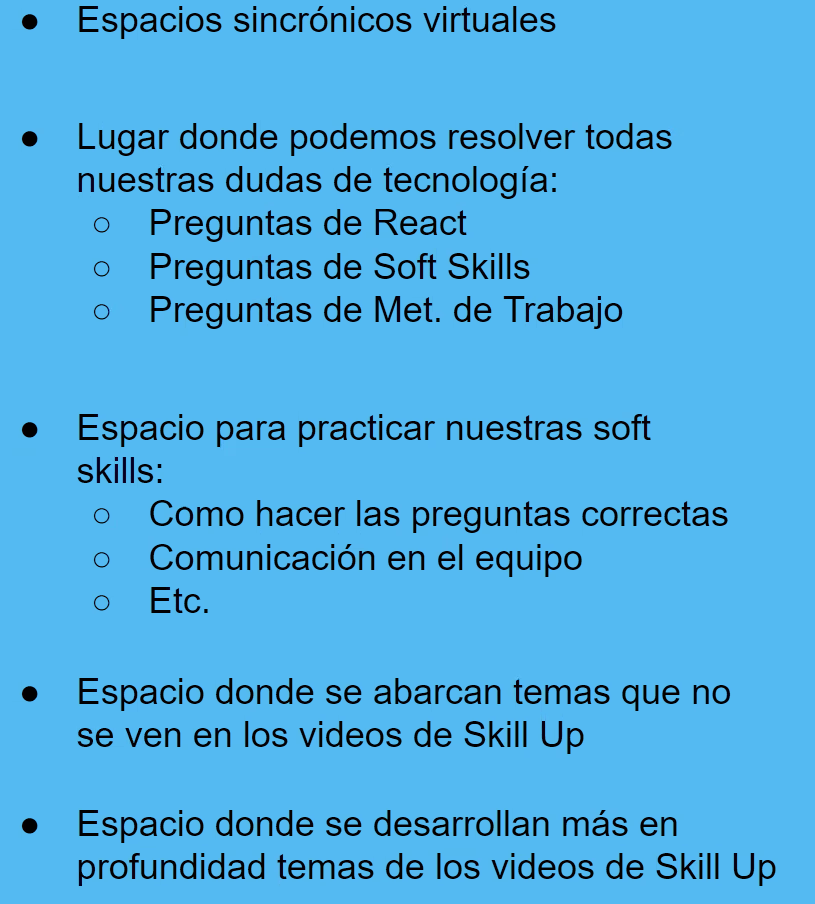 ● Espacios sincrónicos virtuales
● Lugar donde podemos resolver todas
nuestras dudas de tecnología:
○ Preguntas de React
○ Preguntas de Soft Skills
○ Preguntas de Met. de Trabajo
● Espacio para practicar nuestras soft
skills:
○ Como hacer las preguntas correctas
○ Comunicación en el equipo
○ Etc.
● Espacio donde se abarcan temas que no
se ven en los videos de Skill Up
● Espacio donde se desarrollan más en
profundidad temas de los videos de Skill Up